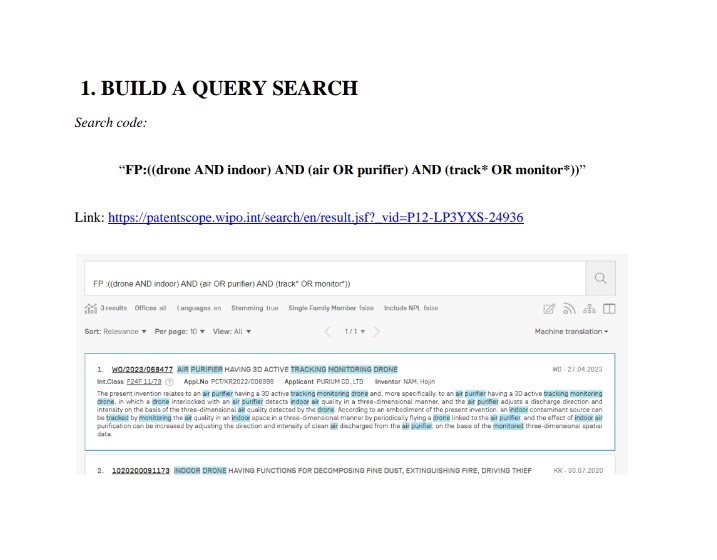 1. BUILD A QUERY SEARCH
Search code:
“FP:((drone AND indoor) AND (air OR purifier) AND (track* OR monitor*))”
Link: https://patentscope.wipo.int/search/en/result.jsf?_vid=P12-LP3YXS-24936
FP :((drone AND indoor) AND (air OR purifier) AND (track* OR monitor*))
3 results Offices all Languages en Stemming true Single Family Member false Include NPL false
Sort: Relevance Per page: 10 View: All 1 / 1 Machine translation
1. WO/2023/068477 AIR PURIFIER HAVING 3D ACTIVE TRACKING MONITORING DRONE WO - 27.04.2023
Int.Class F24F 11/79 ? Appl.No PCT/KR2022/008999 Applicant PURIUM CO., LTD. Inventor NAM, Hojin
The present invention relates to an air purifier having a 3D active tracking monitoring drone and, more specifically, to an air purifier having a 3D active tracking monitoring
drone, in which a drone interlocked with an air purifier detects indoor air quality in a three-dimensional manner, and the air purifier adjusts a discharge direction and
intensity on the basis of the three-dimensional air quality detected by the drone. According to an embodiment of the present invention, an indoor contaminant source can
be tracked by monitoring the air quality in an indoor space in a three-dimensional manner by periodically flying a drone linked to the air purifier, and the effect of indoor air
purification can be increased by adjusting the direction and intensity of clean air discharged from the air purifier, on the basis of the monitored three-dimensional spatial
data.
2. 1020200091173 INDOOR DRONE HAVING FUNCTIONS FOR DECOMPOSING FINE DUST, EXTINGUISHING FIRE, DRIVING THIEF KR - 30.07.2020